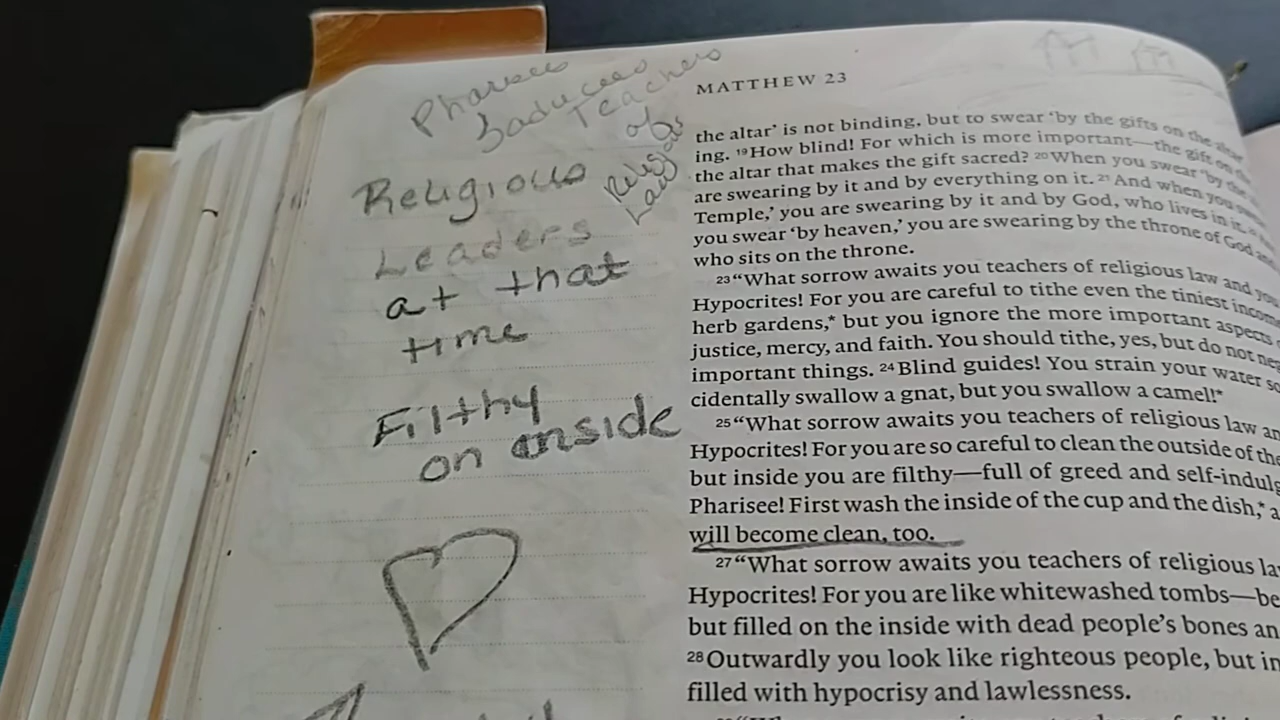 Pharisees
Saducees
Teachers
of
Religious
Law
Religious
Leaders
at that
time
Filthy
on inside
MATTHEW 23
the altar’ is not binding, but to swear ‘by the gifts on the altar
ing. 19How blind! For which is more important—the gift on the
the altar that makes the gift sacred? 20When you swear ‘by the
are swearing by it and by everything on it. 21And when you swear
Temple,’ you are swearing by it and by God, who lives in it.
you swear ‘by heaven,’ you are swearing by the throne of God and
who sits on the throne.
23“What sorrow awaits you teachers of religious law and you
Hypocrites! For you are careful to tithe even the tiniest incom
herb gardens,* but you ignore the more important aspects
justice, mercy, and faith. You should tithe, yes, but do not neg
important things. 24Blind guides! You strain your water so
cidentally swallow a gnat, but you swallow a camel!*
25“What sorrow awaits you teachers of religious law an
Hypocrites! For you are so careful to clean the outside of the
but inside you are filthy—full of greed and self-indulg
Pharisee! First wash the inside of the cup and the dish,* a
will become clean, too.
27“What sorrow awaits you teachers of religious la
Hypocrites! For you are like whitewashed tombs—be
but filled on the inside with dead people’s bones an
28Outwardly you look like righteous people, but in
filled with hypocrisy and lawlessness.